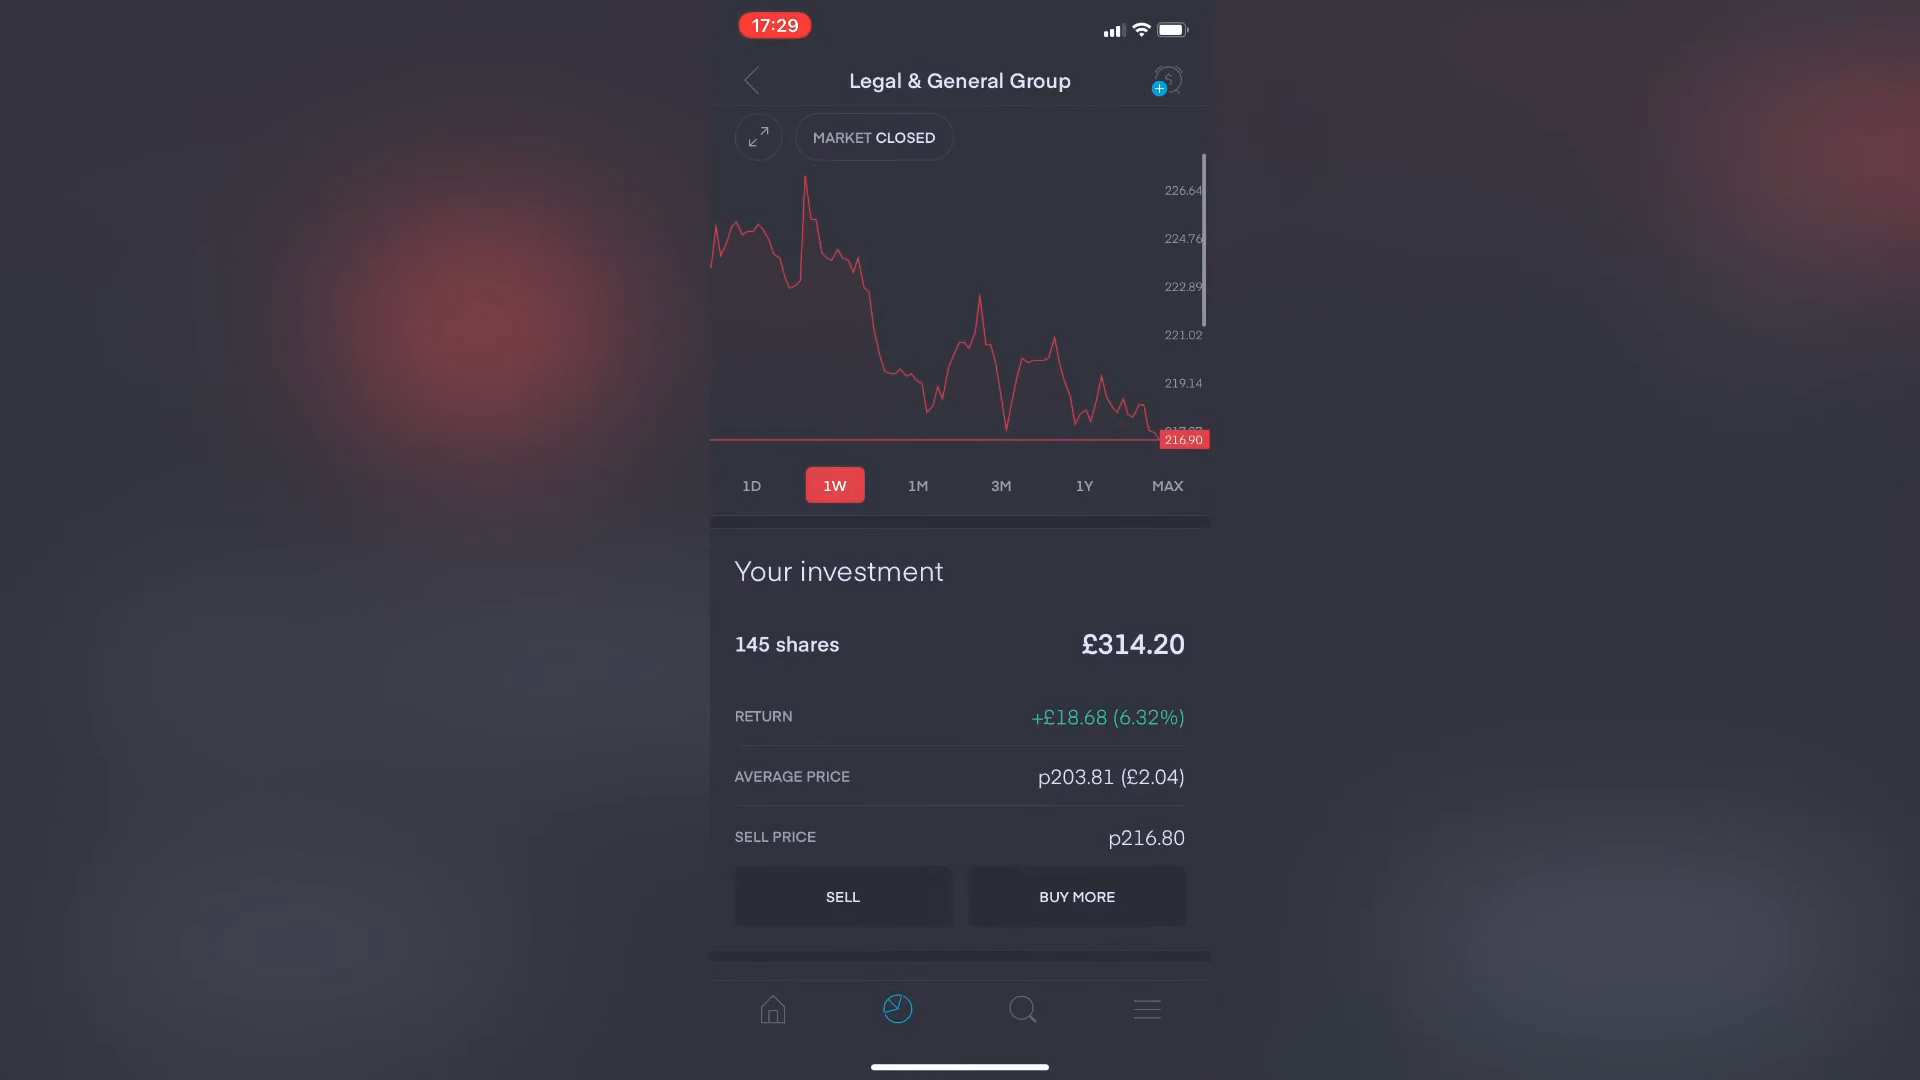 17:29
Legal & General Group
MARKET CLOSED
226.64
224.76
222.89
221.02
219.14
216.90
1D 1W 1M 3M 1Y MAX
Your investment
145 shares £314.20
RETURN +£18.68 (6.32%)
AVERAGE PRICE p203.81 (£2.04)
SELL PRICE p216.80
SELL BUY MORE